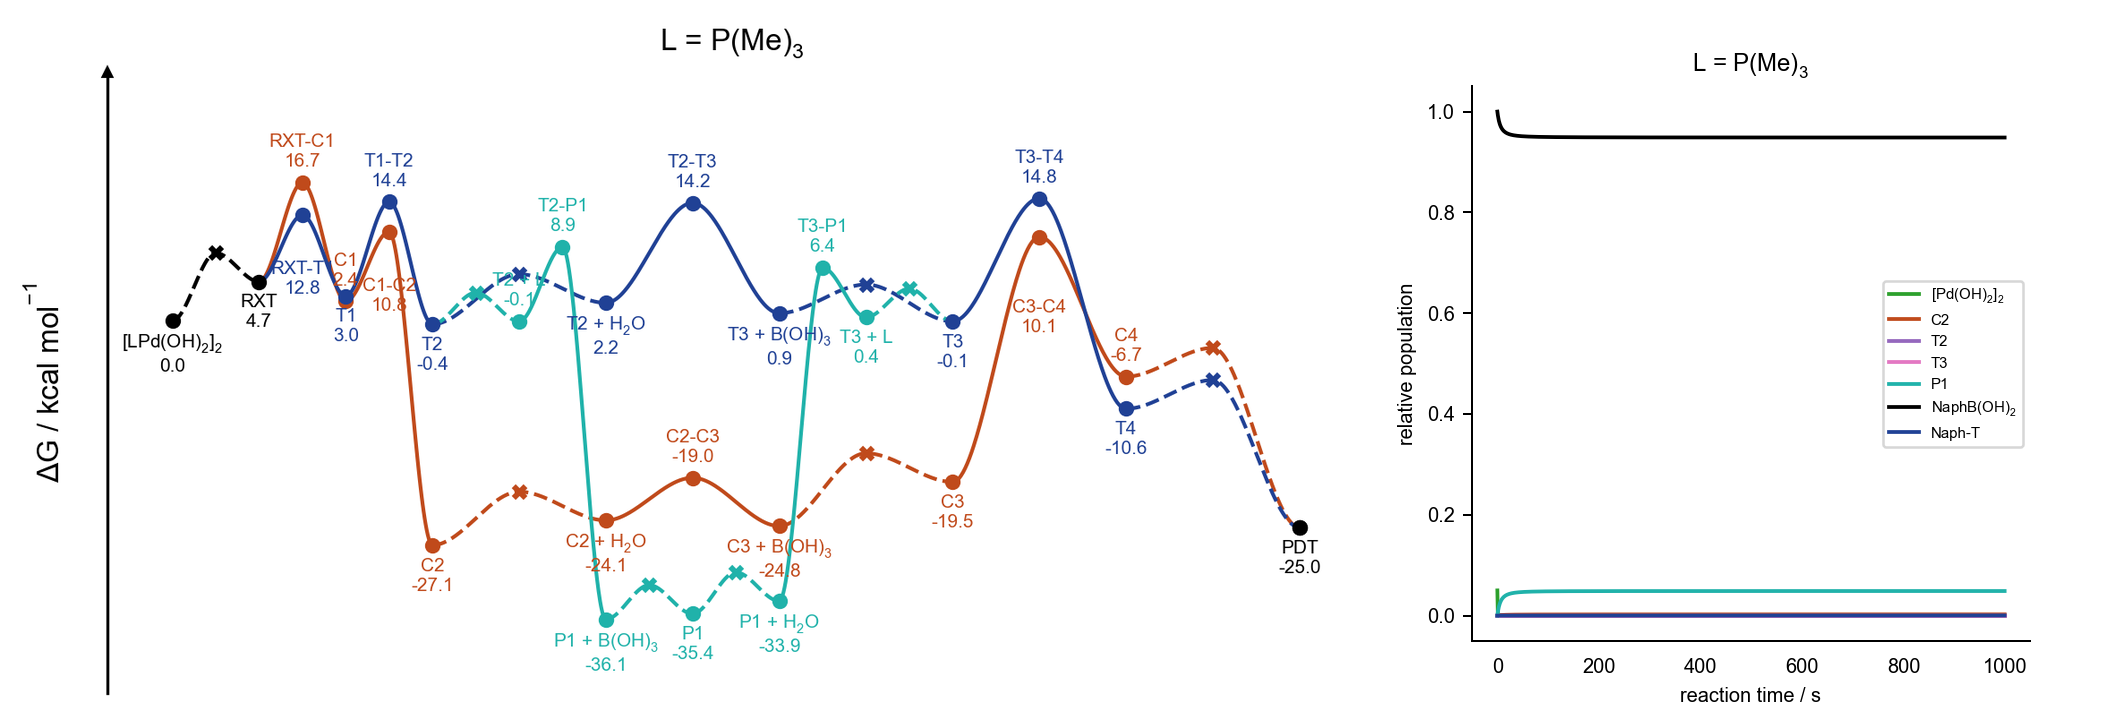 L = P(Me)₃
ΔG / kcal mol⁻¹
[LPd(OH)₂]₂
0.0
RXT
4.7
RXT-C1
16.7
RXT-T1
12.8
C1
2.4
T1
3.0
T1-T2
14.4
C1-C2
10.8
T2
-0.4
C2
-27.1
T2 + L
-0.1
T2-P1
8.9
T2 + H₂O
2.2
C2 + H₂O
-24.1
P1 + B(OH)₃
-36.1
T2-T3
14.2
C2-C3
-19.0
P1
-35.4
T3 + B(OH)₃
0.9
C3 + B(OH)₃
-24.8
P1 + H₂O
-33.9
T3-P1
6.4
T3 + L
0.4
T3
-0.1
C3
-19.5
T3-T4
14.8
C3-C4
10.1
C4
-6.7
T4
-10.6
PDT
-25.0
L = P(Me)₃
relative population
1.0
0.8
0.6
0.4
0.2
0.0
0 200 400 600 800 1000
reaction time / s
[Pd(OH)₂]₂
C2
T2
T3
P1
NaphB(OH)₂
Naph-T